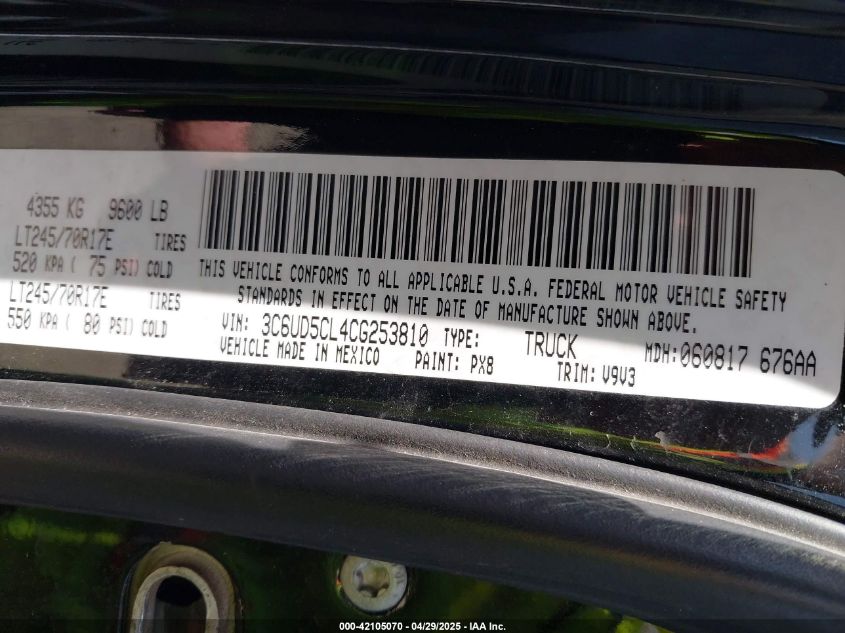 4355 KG 9600 LB
LT245/70R17E TIRES
520 KPA ( 75 PSI) COLD
LT245/70R17E TIRES
550 KPA ( 80 PSI) COLD
THIS VEHICLE CONFORMS TO ALL APPLICABLE U.S.A. FEDERAL MOTOR VEHICLE SAFETY
STANDARDS IN EFFECT ON THE DATE OF MANUFACTURE SHOWN ABOVE.
VIN: 3C6UD5CL4CG253810 TYPE: TRUCK MDH:060817 676AA
VEHICLE MADE IN MEXICO PAINT: PX8 TRIM: V9V3
000-42105070 - 04/29/2025 - IAA Inc.